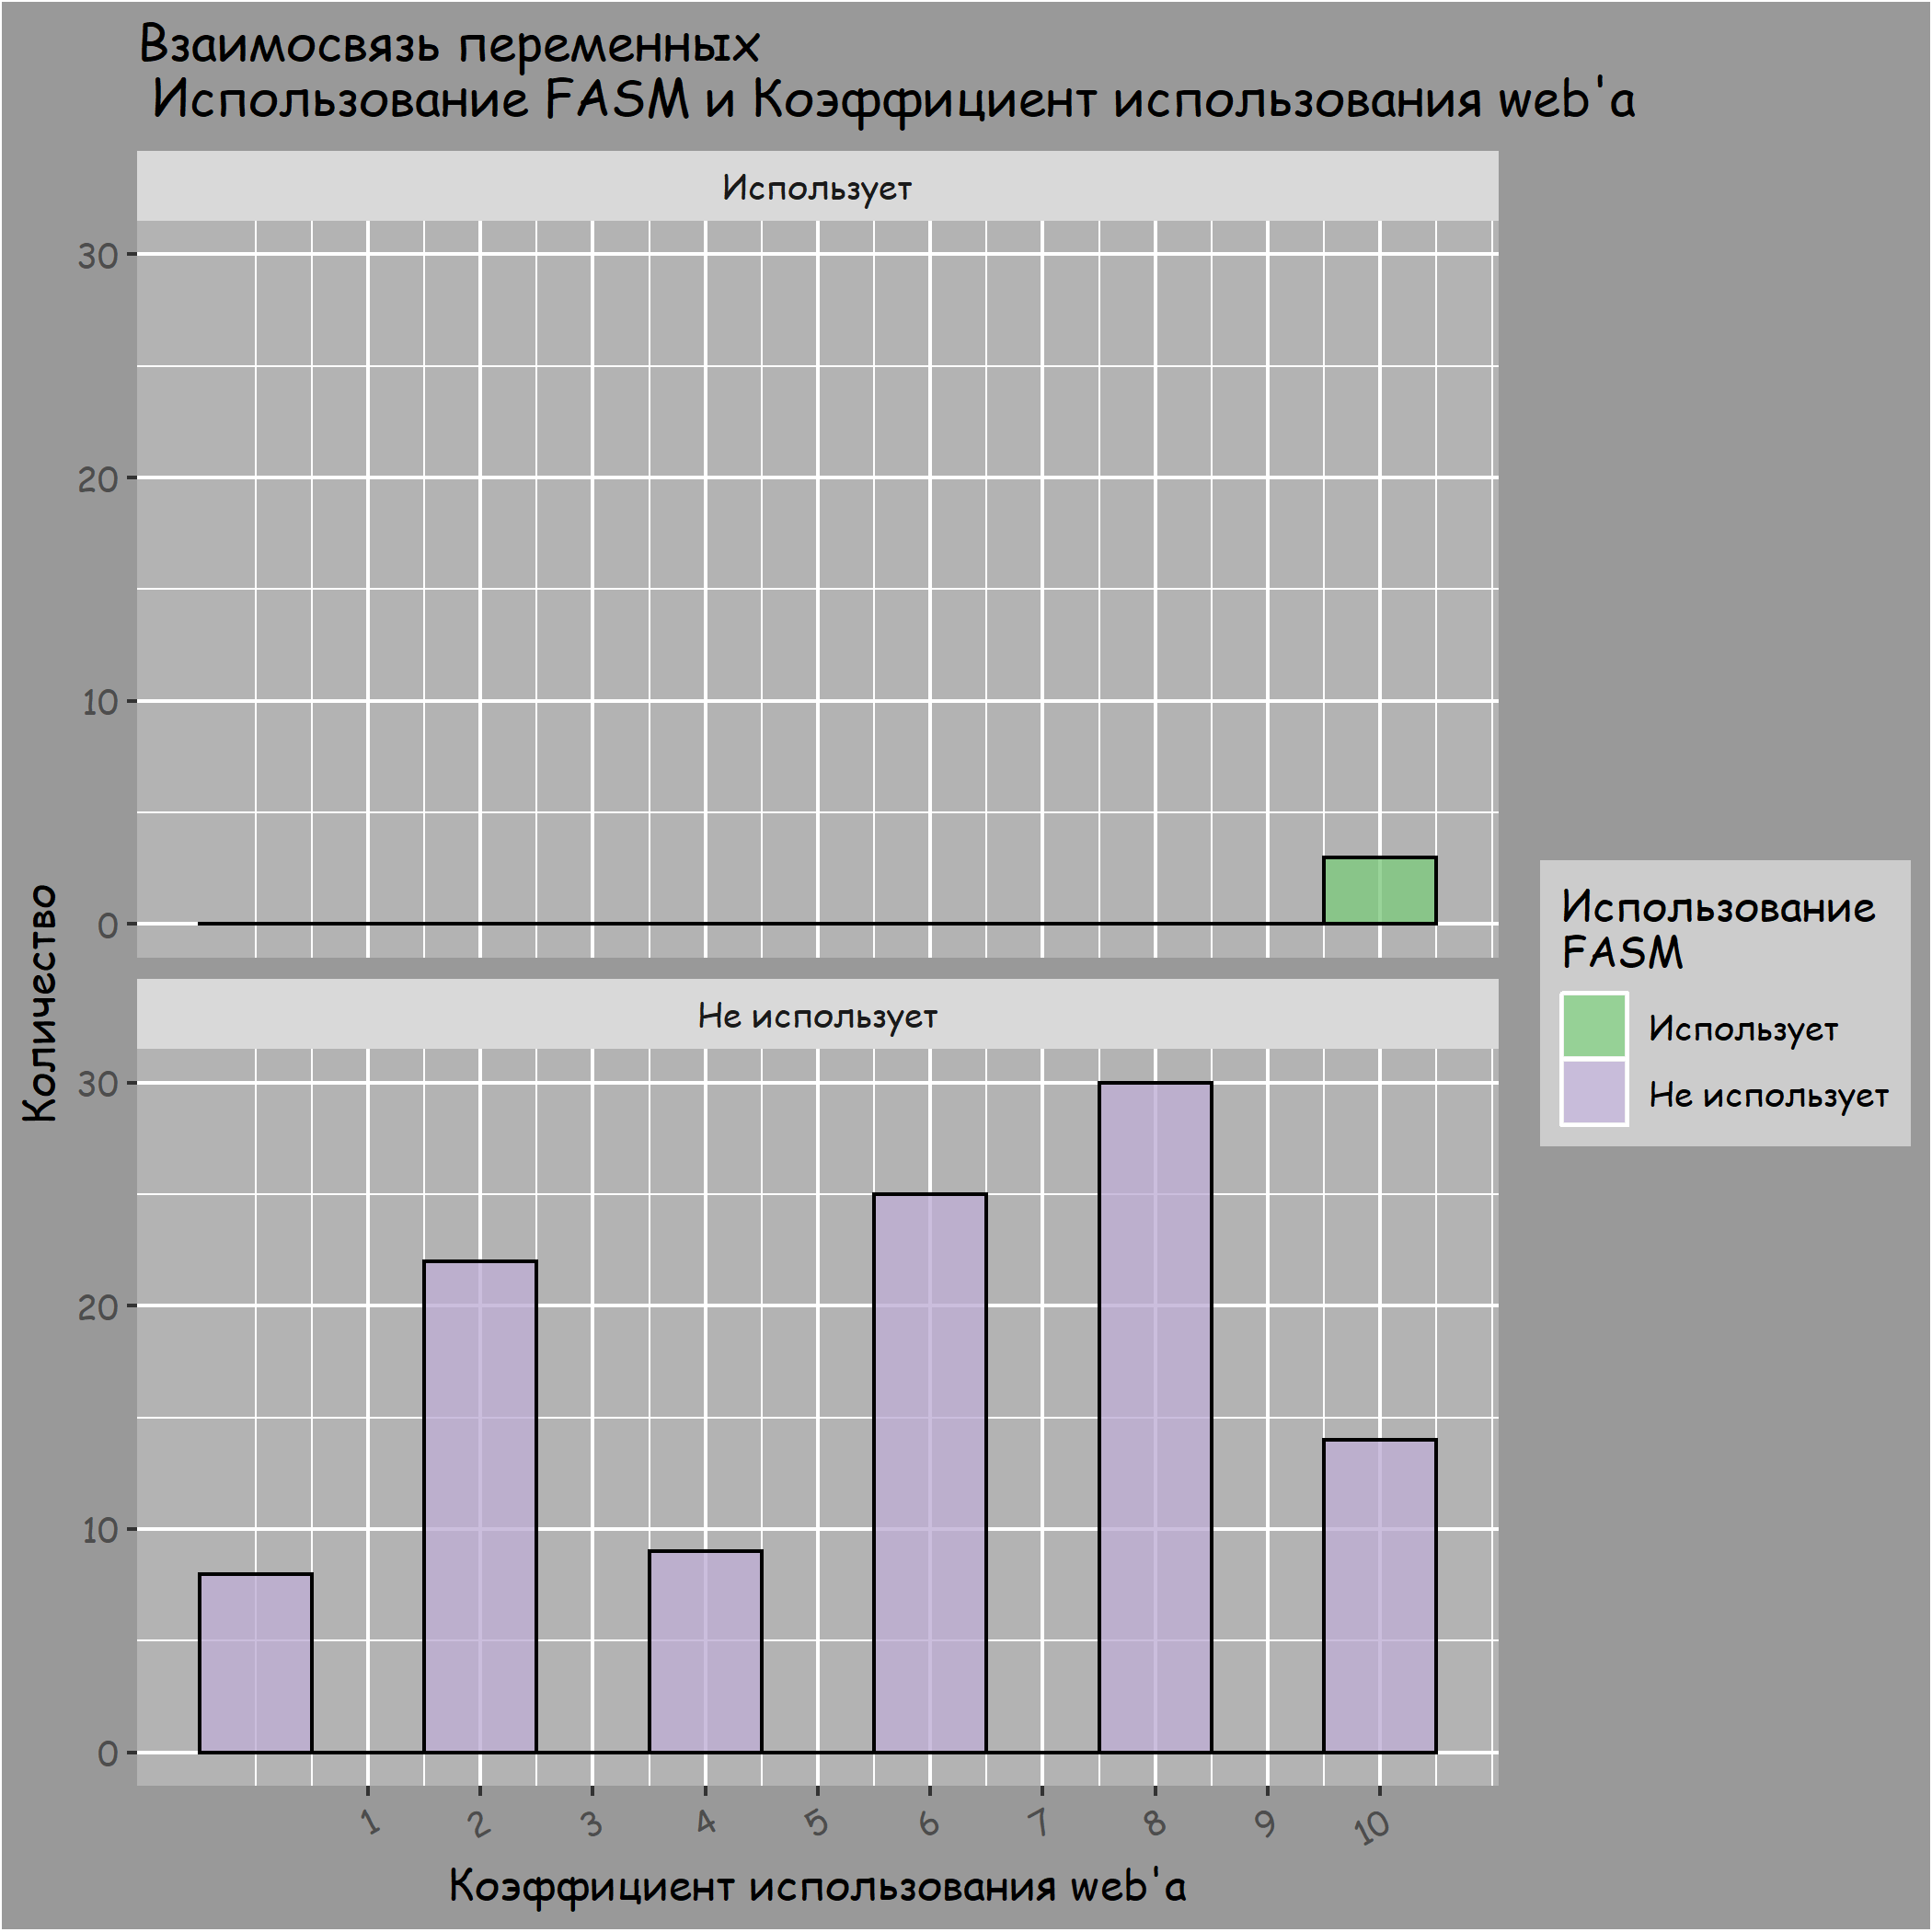 Взаимосвязь переменных
Использование FASM и Коэффициент использования web'а
Использует
30
20
10
0
Не использует
30
20
10
0
1 2 3 4 5 6 7 8 9 10
Коэффициент использования web'а
Количество
Использование
FASM
Использует
Не использует